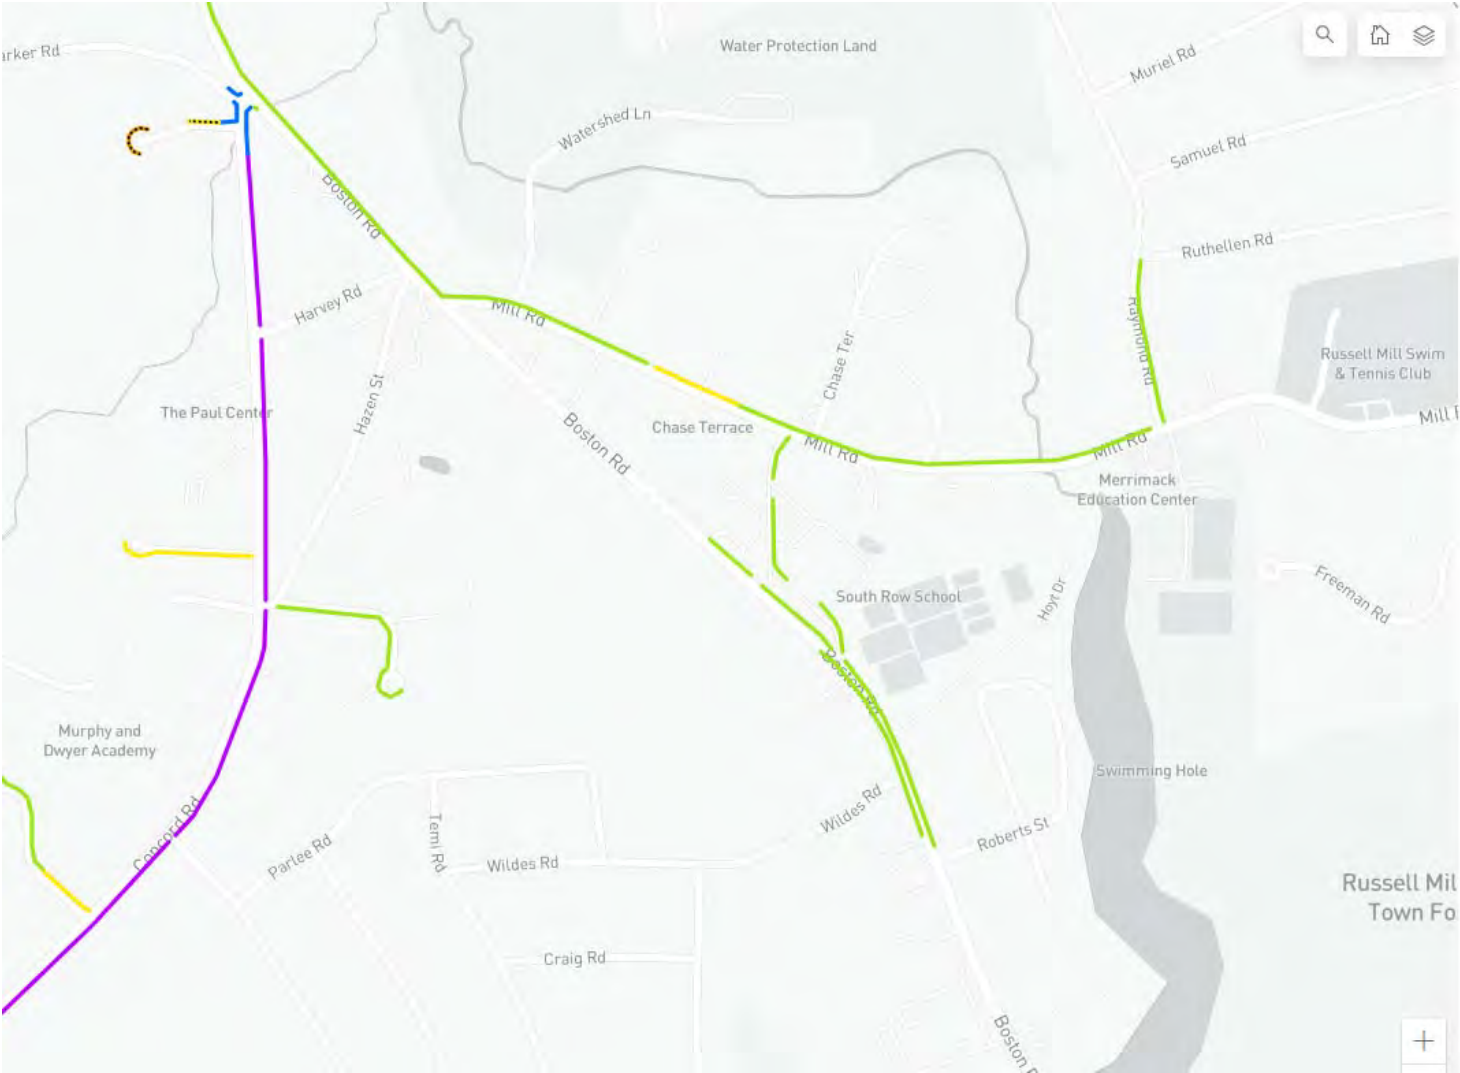 arker Rd
Water Protection Land
Muriel Rd
Watershed Ln
Samuel Rd
Boston Rd
Ruthellen Rd
Harvey Rd
Mill Rd
Raymond Rd
Chase Ter
Russell Mill Swim
& Tennis Club
The Paul Center
Hazen St
Chase Terrace
Boston Rd
Mill Rd
Mill Rd
Mill R
Merrimack
Education Center
South Row School
Hoyt Dr
Freeman Rd
Boston Rd
Murphy and
Dwyer Academy
Swimming Hole
Concord Rd
Parlee Rd
Temi Rd
Wildes Rd
Wildes Rd
Roberts St
Russell Mil
Town Fo
Craig Rd
Boston R